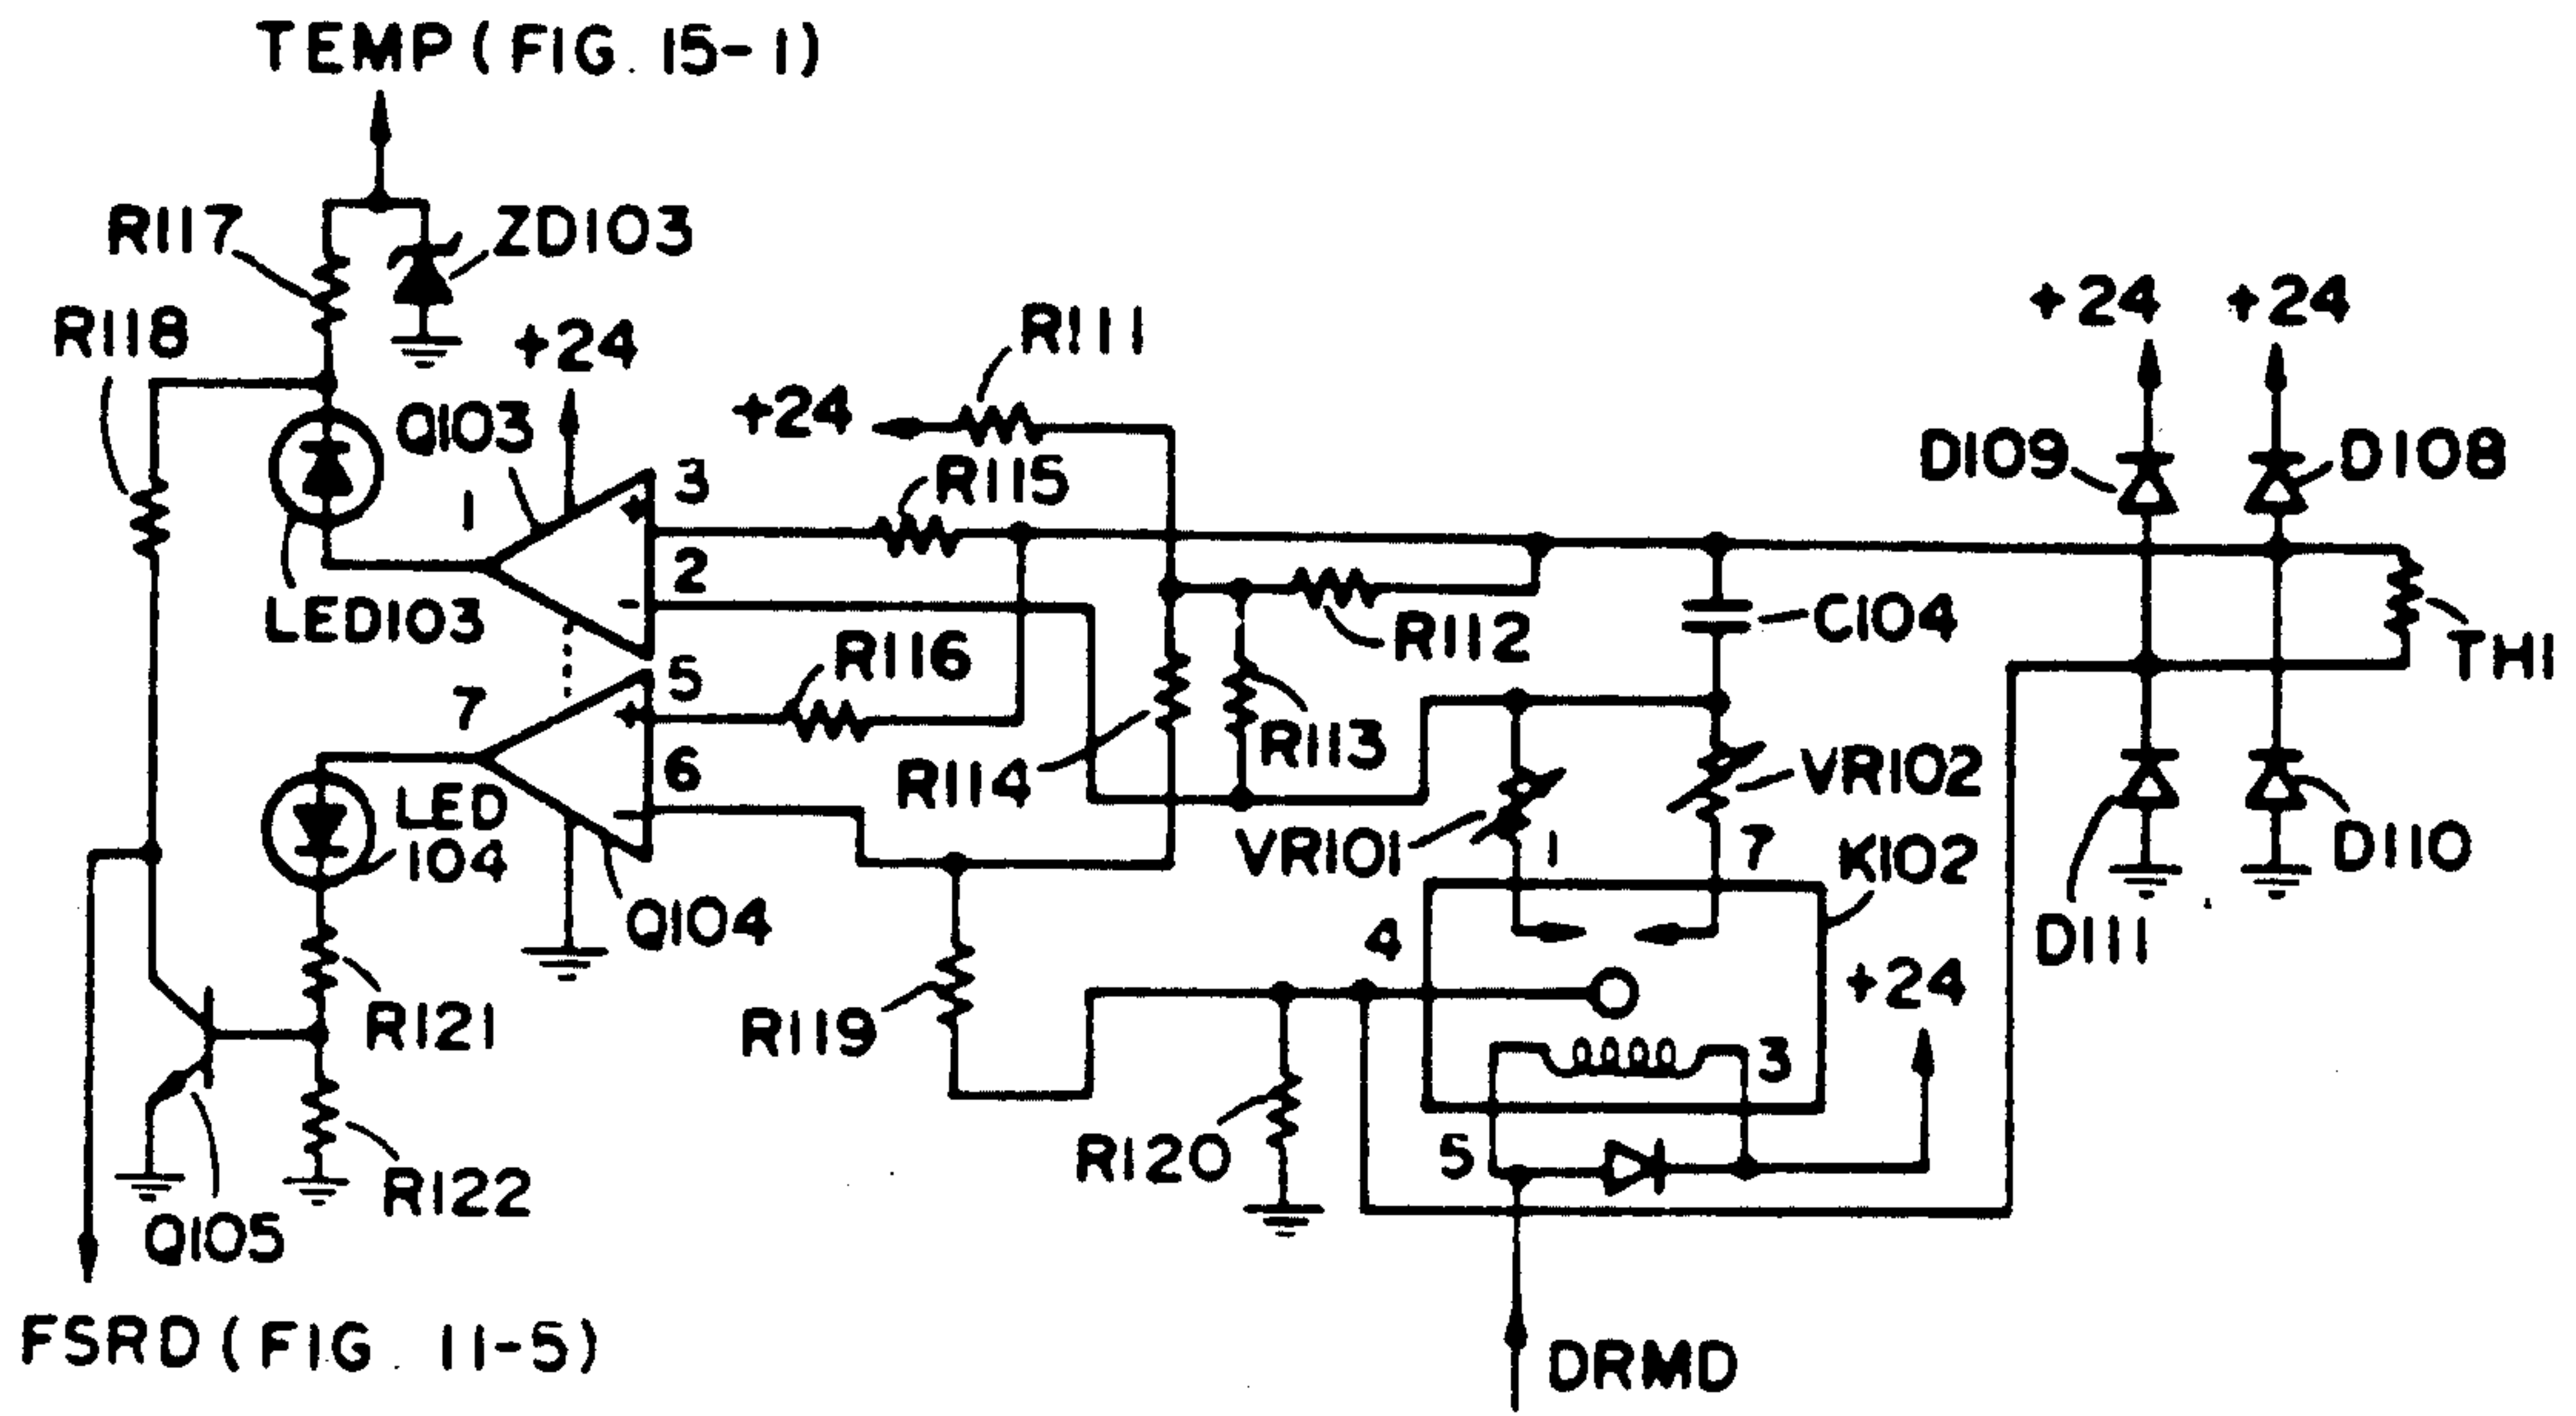 TEMP (FIG. 15-1)
R117
ZD103
R118
+24
R111
+24
+24
+24
Q103
D109
D108
R115
1
3
+
2
-
LED103
R112
C104
TH1
R116
5
+
7
6
-
R113
R114
VR102
VR101
1
7
K102
LED
104
D110
Q104
4
D111
+24
R119
R121
3
R120
5
R122
Q105
FSRD (FIG. 11-5)
DRMD